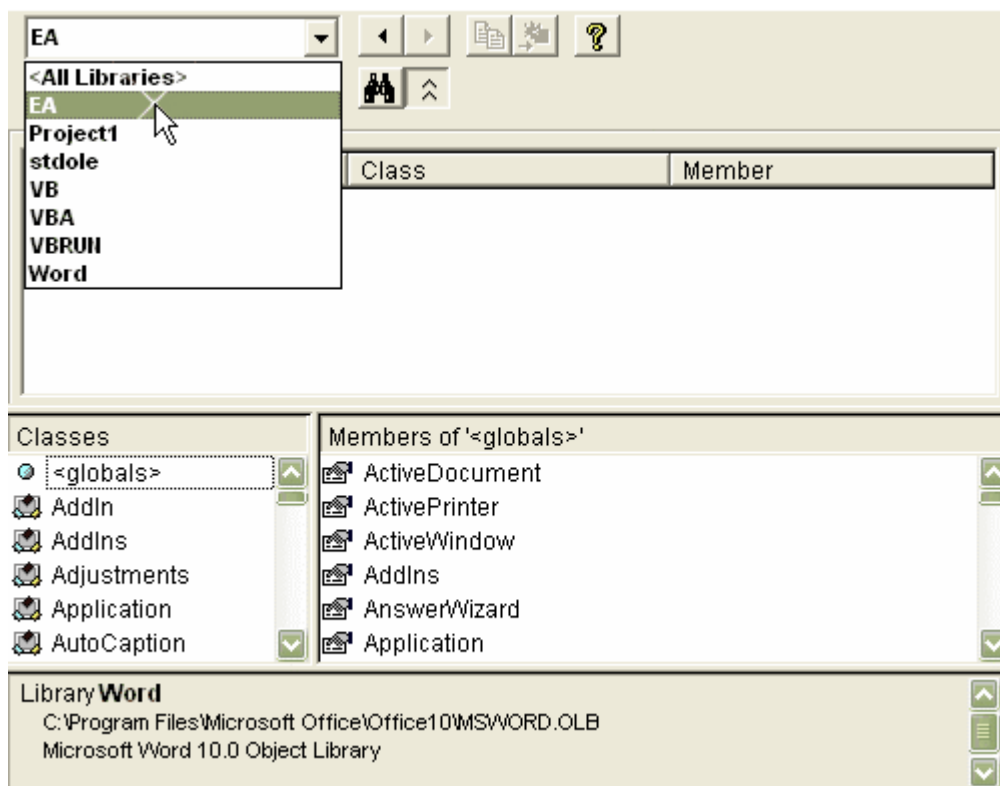 EA
<All Libraries>
EA
Project1
stdole
VB
VBA
VBRUN
Word
Class Member
Classes
<globals>
AddIn
AddIns
Adjustments
Application
AutoCaption
Members of '<globals>'
ActiveDocument
ActivePrinter
ActiveWindow
AddIns
AnswerWizard
Application
Library Word
C:\Program Files\Microsoft Office\Office10\MSWORD.OLB
Microsoft Word 10.0 Object Library